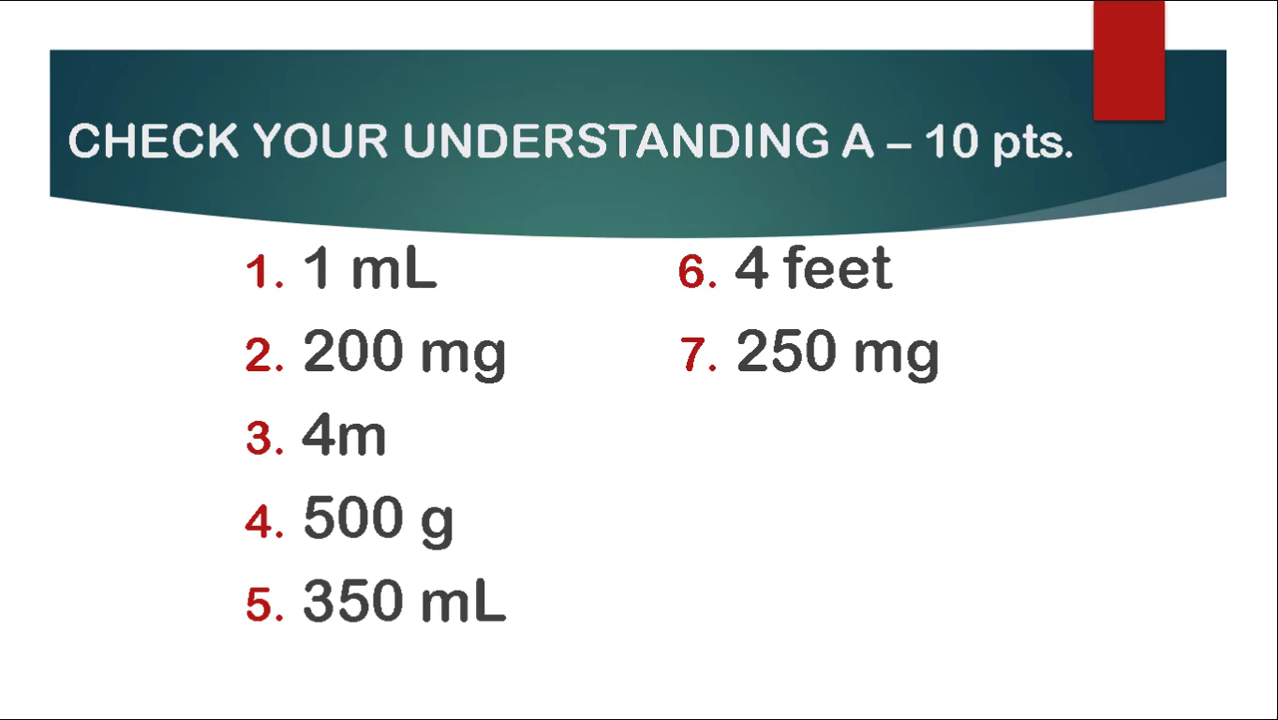 CHECK YOUR UNDERSTANDING A – 10 pts.
1. 1 mL
2. 200 mg
3. 4m
4. 500 g
5. 350 mL
6. 4 feet
7. 250 mg